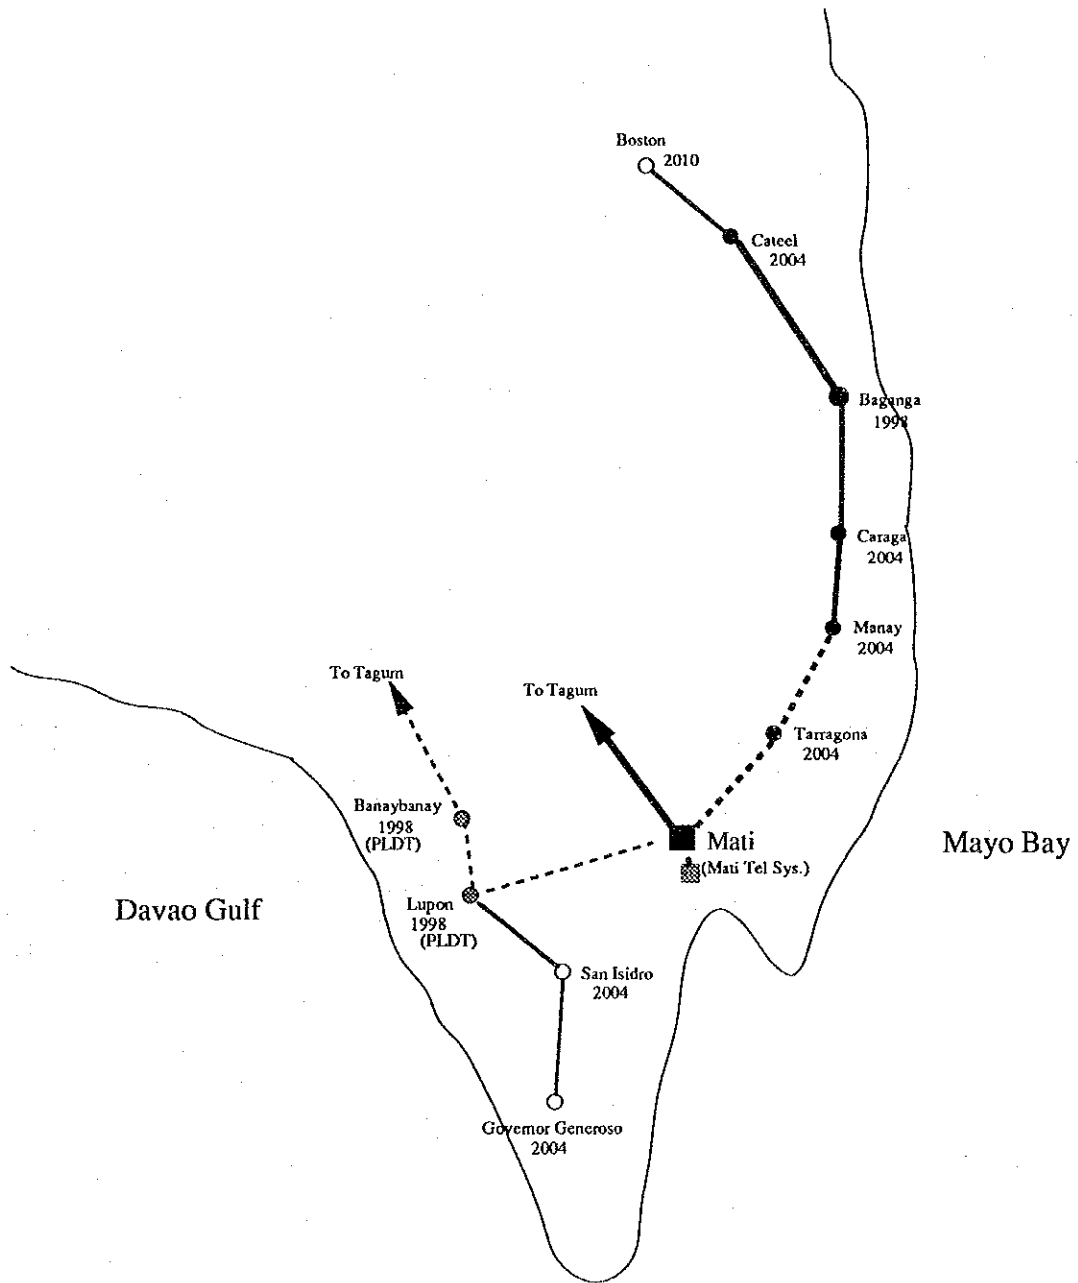 Boston
2010
Cateel
2004
Baganga
1998
Caraga
2004
Manay
2004
To Tagum
To Tagum
Tarragona
2004
Banaybanay
1998
(PLDT)
Mati
Mayo Bay
(Mati Tel Sys.)
Davao Gulf
Lupon
1998
(PLDT)
San Isidro
2004
Governor Generoso
2004